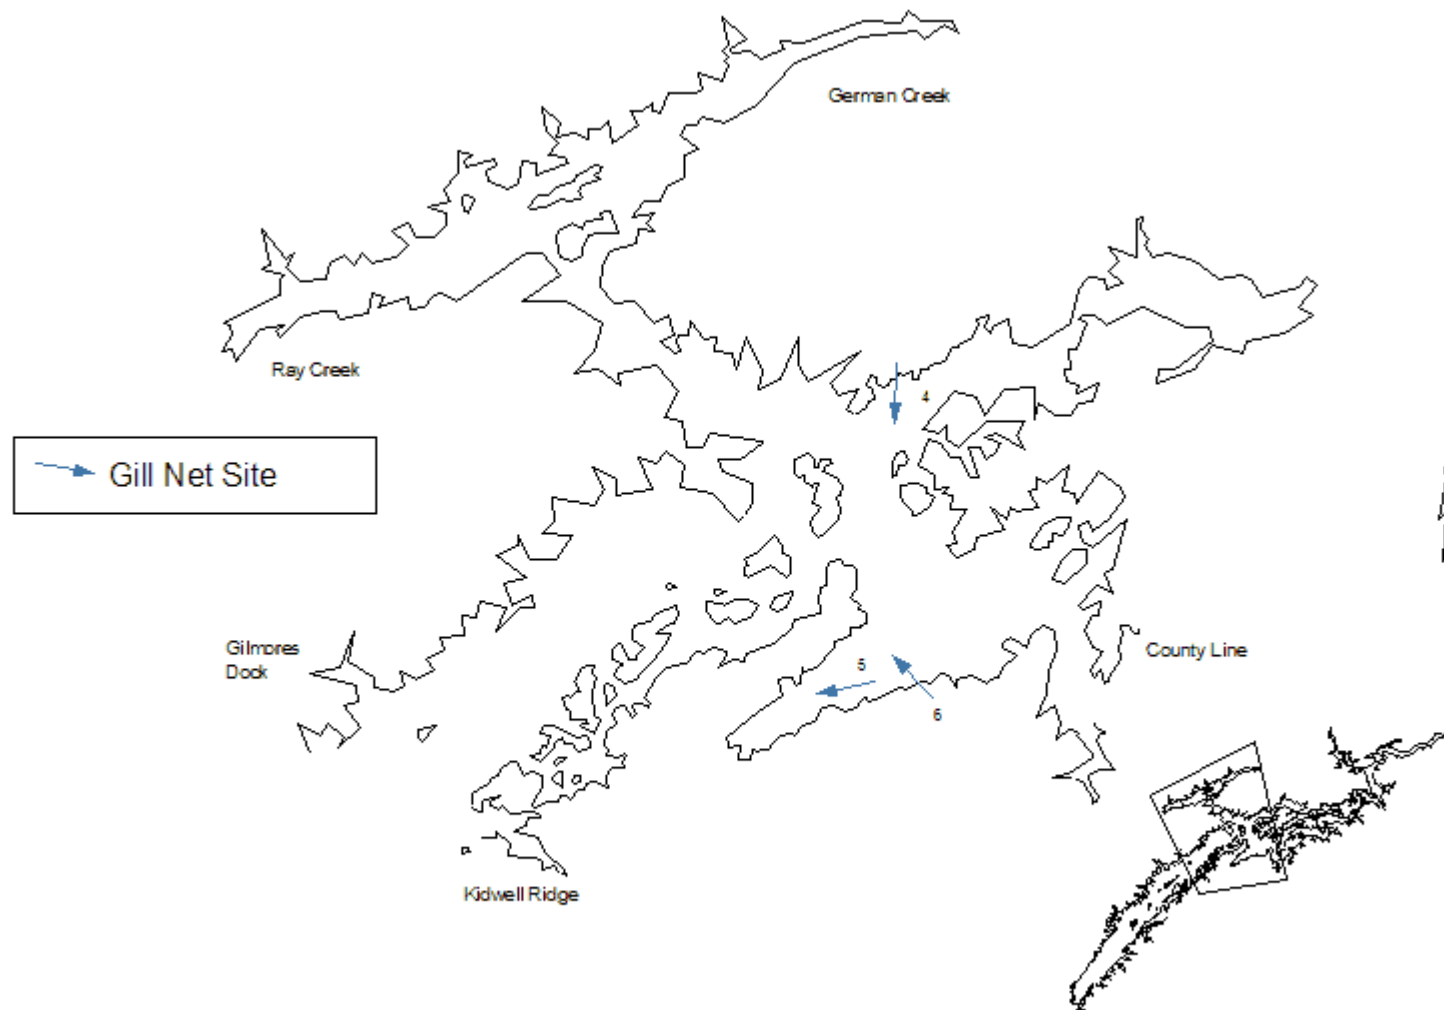 German Creek
Ray Creek
4
Gill Net Site
Gilmores
Dock
County Line
5
6
Kidwell Ridge